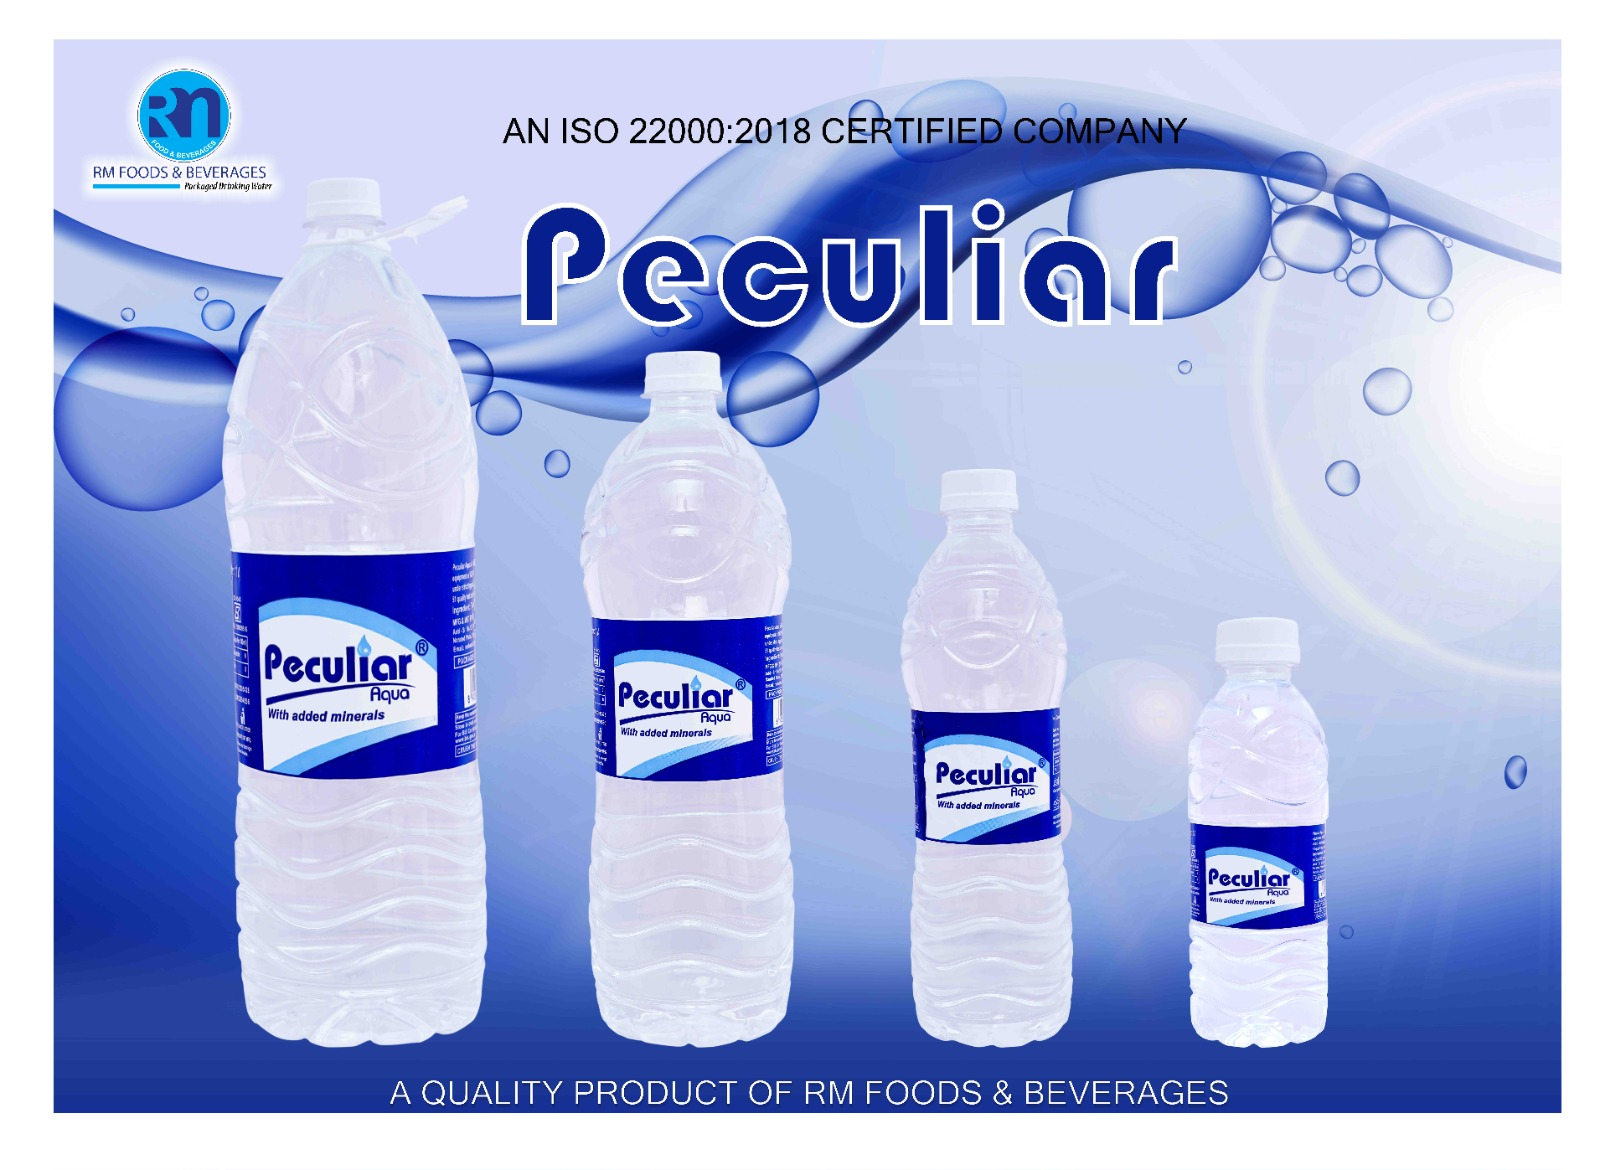 RM
FOOD & BEVERAGES
RM FOODS & BEVERAGES
Packaged Drinking Water
AN ISO 22000:2018 CERTIFIED COMPANY
Peculiar
Peculiar®
Aqua
With added minerals
Peculiar®
Aqua
With added minerals
Peculiar®
Aqua
With added minerals
Peculiar®
Aqua
With added minerals
A QUALITY PRODUCT OF RM FOODS & BEVERAGES